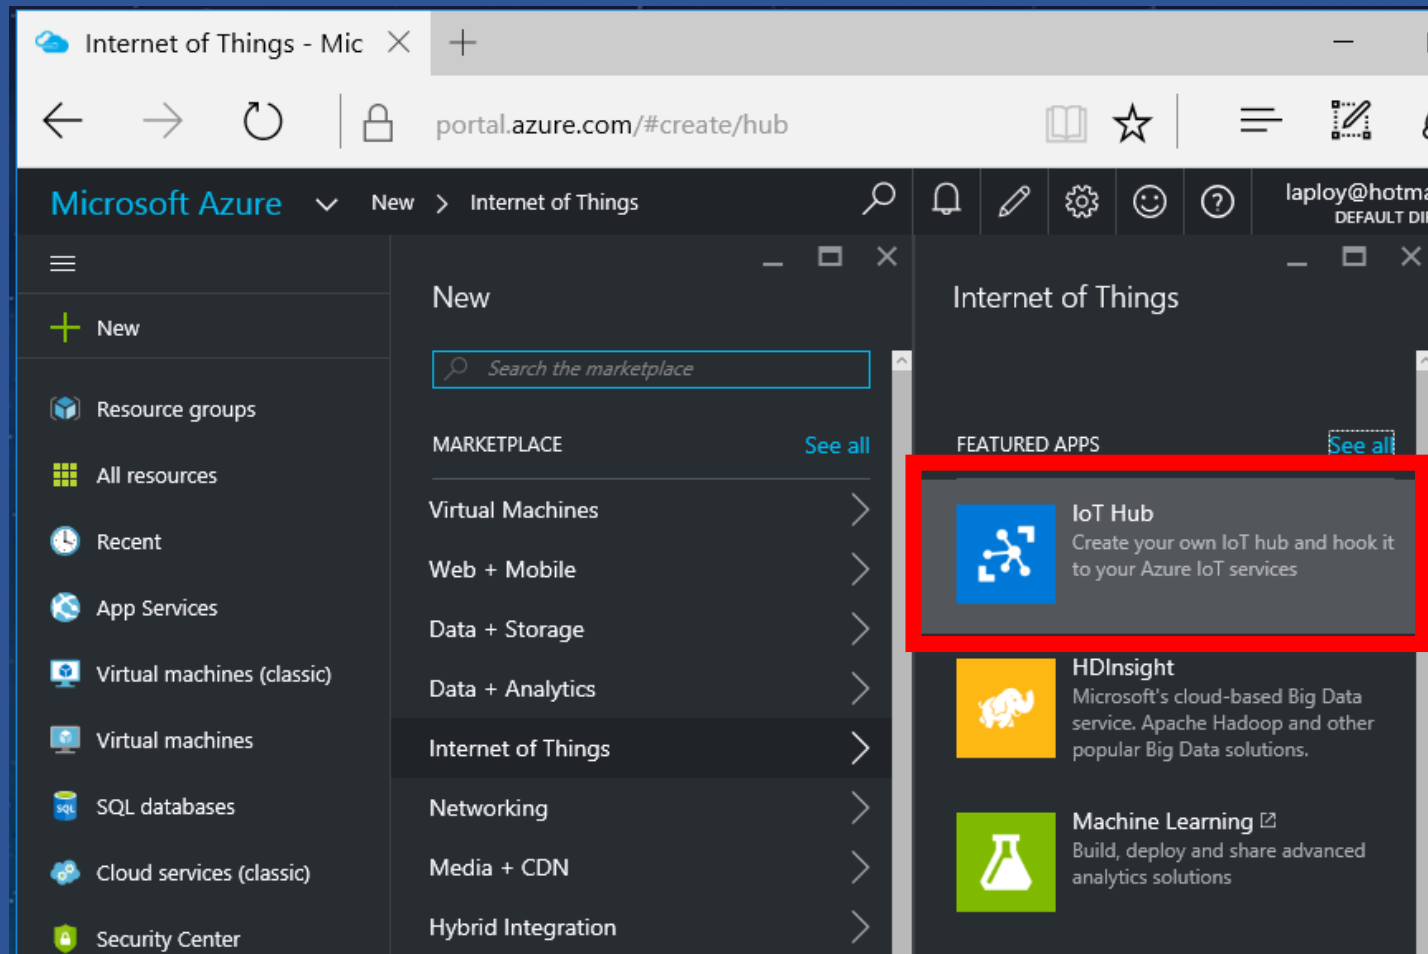 Internet of Things - Mic
portal.azure.com/#create/hub
Microsoft Azure
New > Internet of Things
laploy@hotma
DEFAULT DI
New
Resource groups
All resources
Recent
App Services
Virtual machines (classic)
Virtual machines
SQL databases
Cloud services (classic)
Security Center
New
Search the marketplace
MARKETPLACE
See all
Virtual Machines
Web + Mobile
Data + Storage
Data + Analytics
Internet of Things
Networking
Media + CDN
Hybrid Integration
Internet of Things
FEATURED APPS
See all
IoT Hub
Create your own IoT hub and hook it
to your Azure IoT services
HDInsight
Microsoft's cloud-based Big Data
service. Apache Hadoop and other
popular Big Data solutions.
Machine Learning
Build, deploy and share advanced
analytics solutions